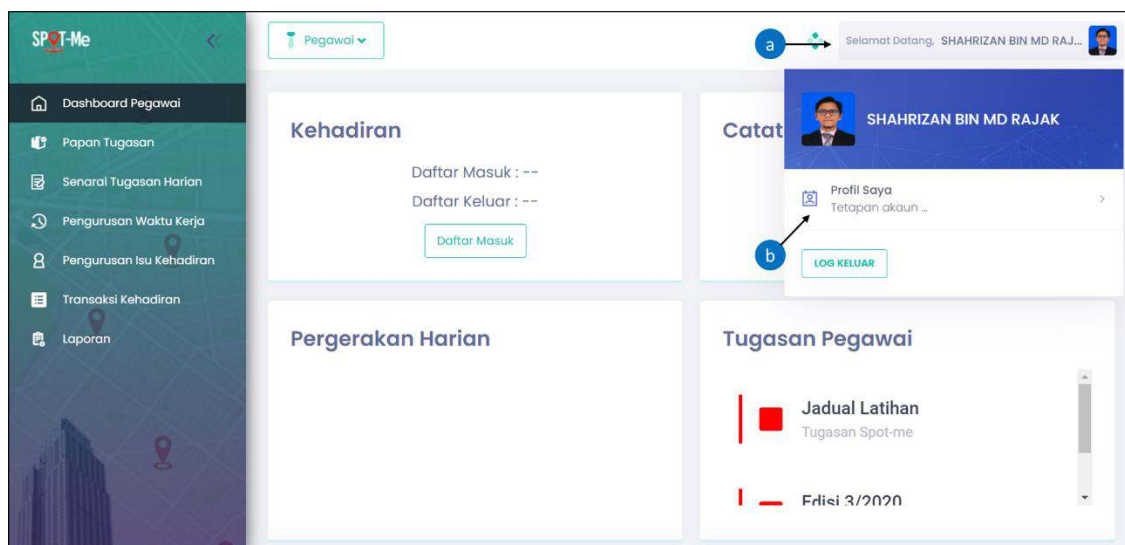 SPOT-Me
Pegawai
a
Selamat Datang, SHAHRIZAN BIN MD RAJ...
Dashboard Pegawai
Papan Tugasan
Senarai Tugasan Harian
Pengurusan Waktu Kerja
Pengurusan Isu Kehadiran
Transaksi Kehadiran
Laporan
Kehadiran
Daftar Masuk : --
Daftar Keluar : --
Daftar Masuk
Catat
SHAHRIZAN BIN MD RAJAK
Profil Saya
Tetapan akaun ...
b
LOG KELUAR
Pergerakan Harian
Tugasan Pegawai
Jadual Latihan
Tugasan Spot-me
Edisi 3/2020